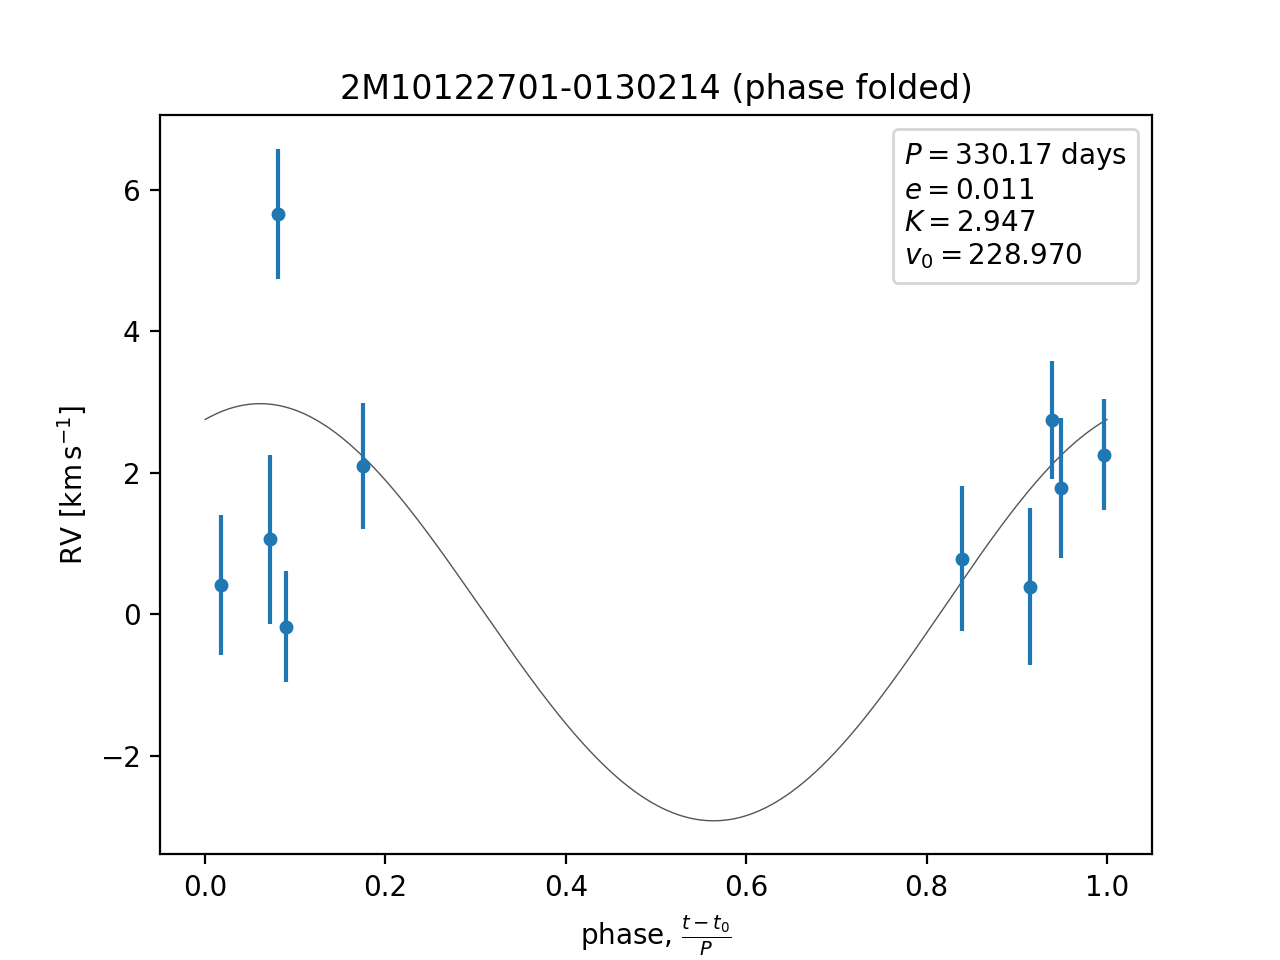 2M10122701-0130214 (phase folded)
P = 330.17 days
e = 0.011
K = 2.947
v₀ = 228.970
RV [km s⁻¹]
6
4
2
0
−2
0.0 0.2 0.4 0.6 0.8 1.0
phase, (t − t₀)/P